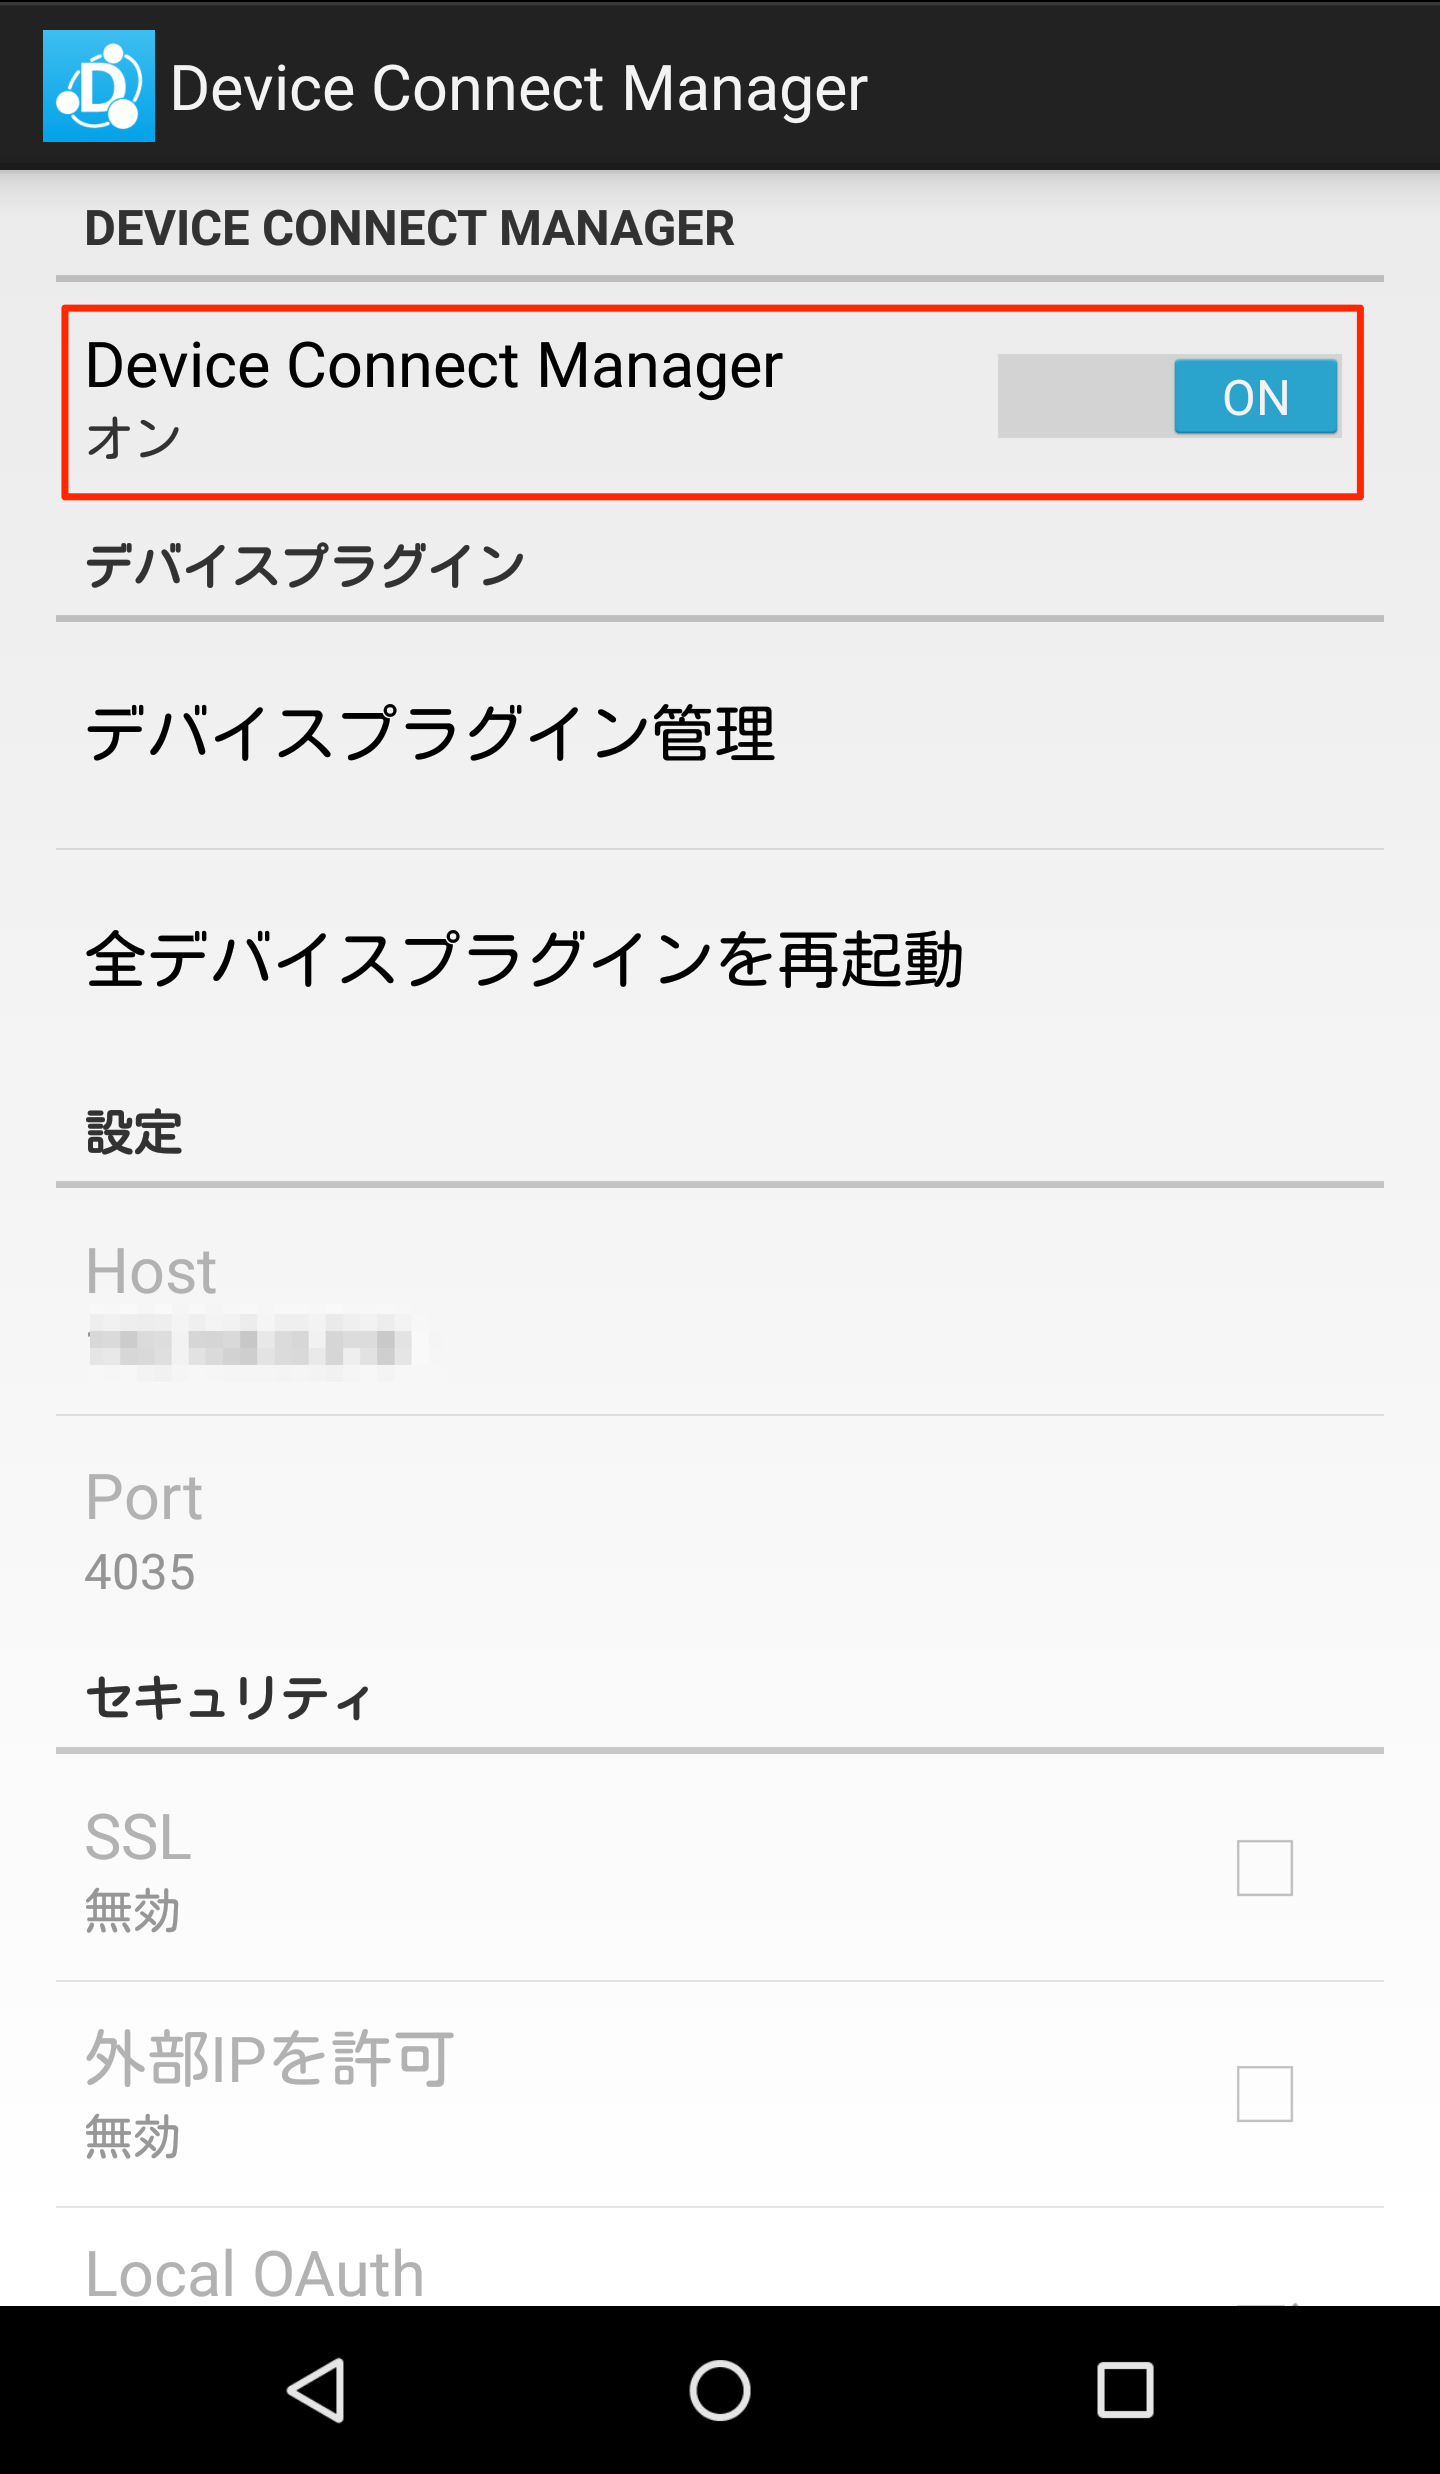 Device Connect Manager
DEVICE CONNECT MANAGER
Device Connect Manager
オン
ON
デバイスプラグイン
デバイスプラグイン管理
全デバイスプラグインを再起動
設定
Host
Port
4035
セキュリティ
SSL
無効
外部IPを許可
無効
Local OAuth